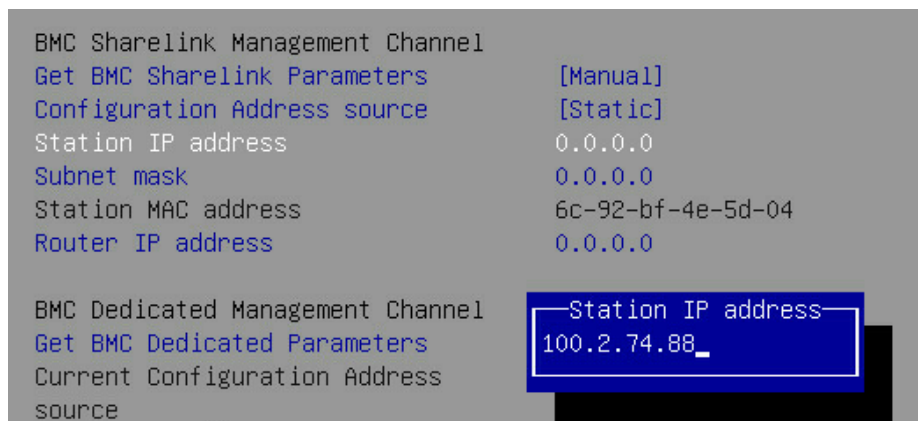 BMC Sharelink Management Channel
Get BMC Sharelink Parameters [Manual]
Configuration Address source [Static]
Station IP address 0.0.0.0
Subnet mask 0.0.0.0
Station MAC address 6c-92-bf-4e-5d-04
Router IP address 0.0.0.0
BMC Dedicated Management Channel
Get BMC Dedicated Parameters
Current Configuration Address
source
Station IP address
100.2.74.88_